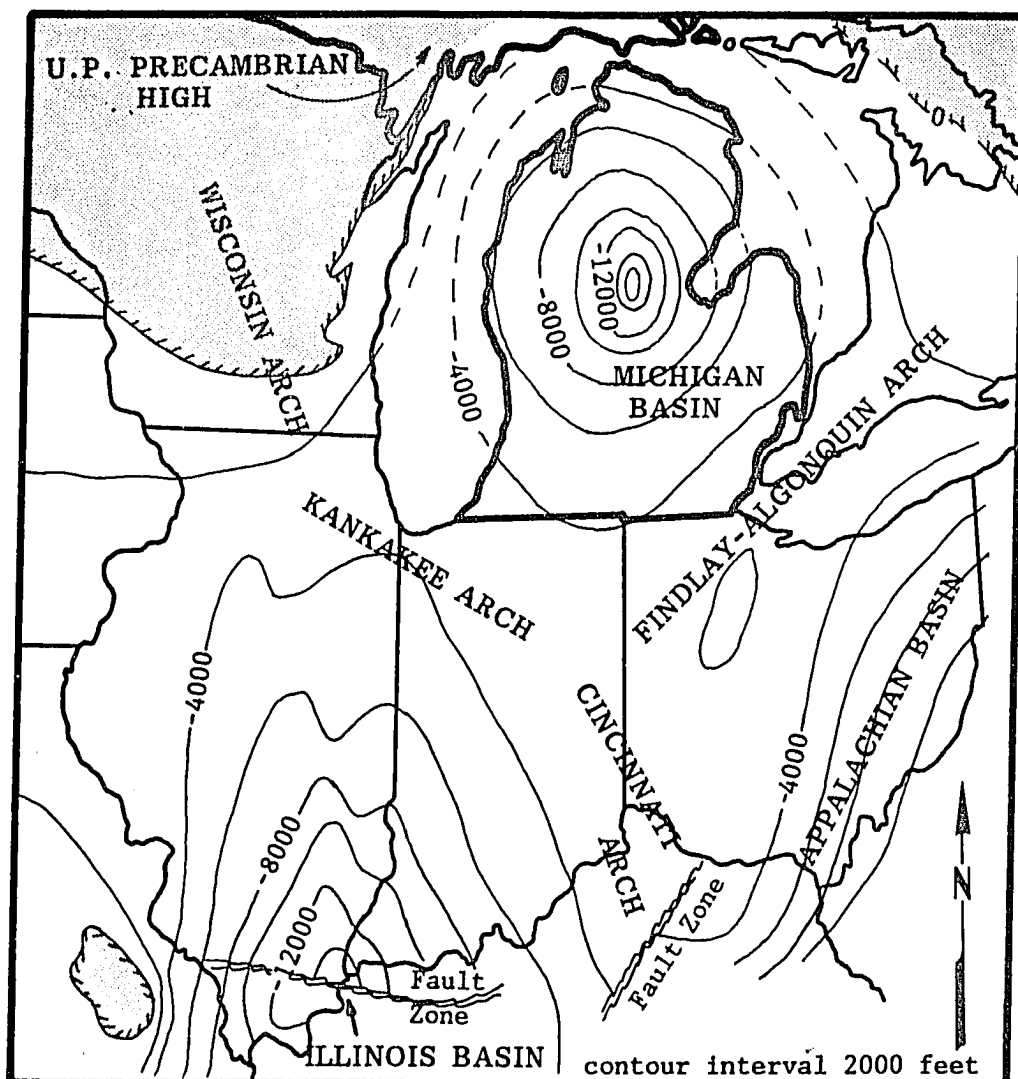 U.P. PRECAMBRIAN
HIGH
0
WISCONSIN ARCH
-12000
-8000
-4000
MICHIGAN
BASIN
FINDLAY-ALGONQUIN ARCH
KANKAKEE ARCH
-4000
CINCINNATI
ARCH
-4000
APPALACHIAN BASIN
-8000
-2000
Fault
Zone
Fault Zone
N
ILLINOIS BASIN
contour interval 2000 feet